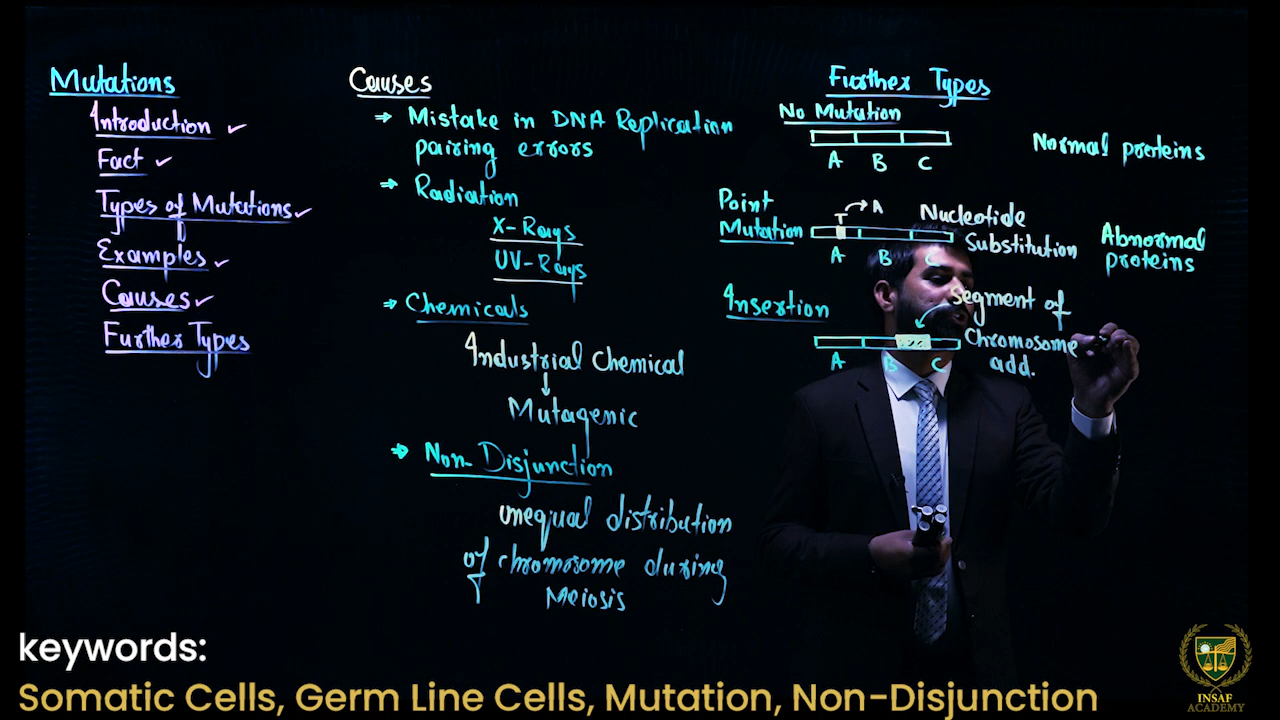 Mutations
Introduction
Fact
Types of Mutations
Examples
Causes
Further Types
Causes
Mistake in DNA Replication
pairing errors
Radiation
X-Rays
UV-Rays
Chemicals
Industrial Chemical
Mutagenic
Non-Disjunction
unequal distribution
of chromosome during
Meiosis
Further Types
No Mutation
A B C
Normal proteins
Point
Mutation
T → A
Nucleotide
Substitution
A B C
Abnormal
proteins
Insertion
Segment of
Chromosome
add.
A B C
keywords:
Somatic Cells, Germ Line Cells, Mutation, Non-Disjunction
INSAF
ACADEMY